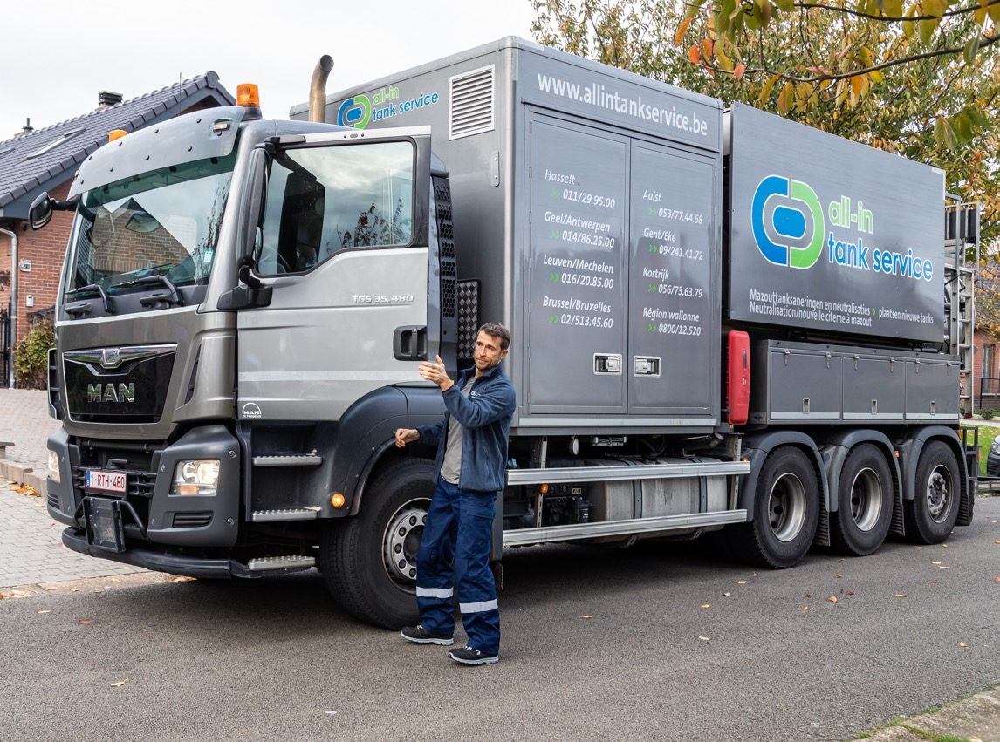 all-in
tank service
www.allintankservice.be
Hasselt
>> 011/29.95.00
Geel/Antwerpen
>> 014/86.25.00
Leuven/Mechelen
>> 016/20.85.00
Brussel/Bruxelles
>> 02/513.45.60
Aalst
>> 053/77.44.68
Gent/Eke
>> 09/241.41.72
Kortrijk
>> 056/73.63.79
Région wallonne
>> 0800/12.520
all-in
tank service
Mazouttanksaneringen en neutralisaties > plaatsen nieuwe tanks
Neutralisation/nouvelle citerne à mazout
TGS 35.480
MAN
MAN
1-RTH-460